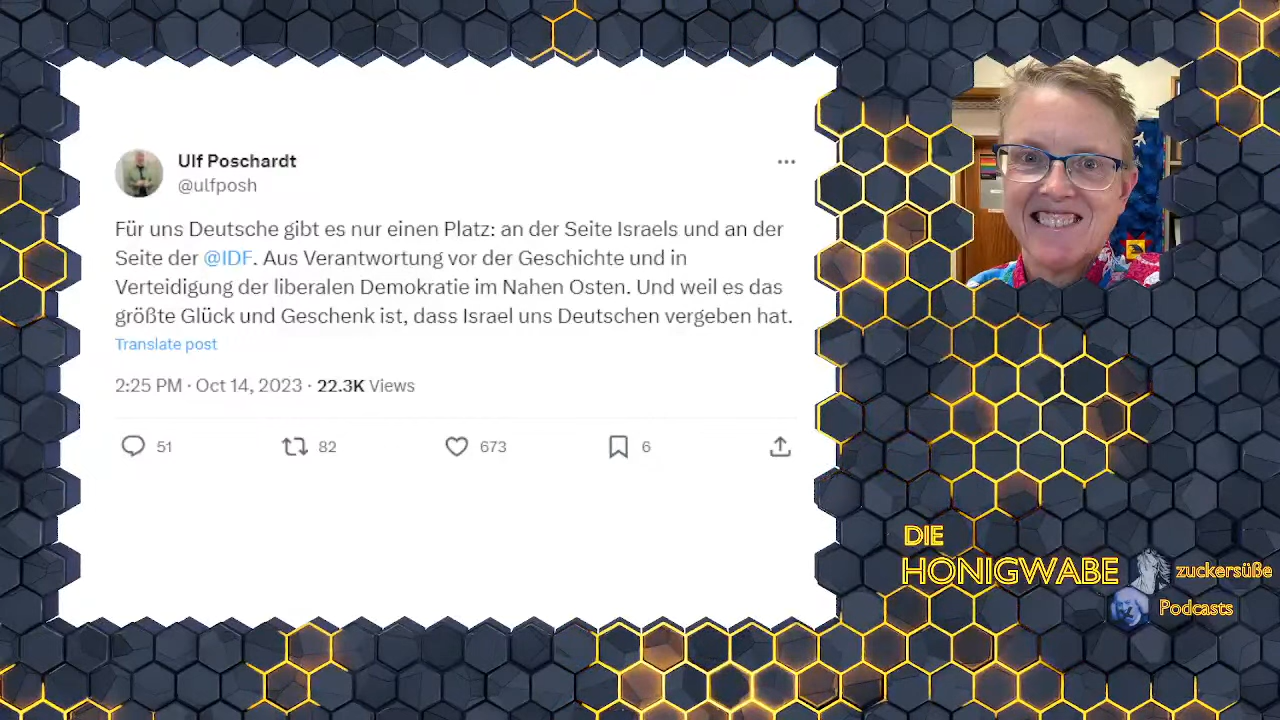 Ulf Poschardt
@ulfposh
Für uns Deutsche gibt es nur einen Platz: an der Seite Israels und an der
Seite der @IDF. Aus Verantwortung vor der Geschichte und in
Verteidigung der liberalen Demokratie im Nahen Osten. Und weil es das
größte Glück und Geschenk ist, dass Israel uns Deutschen vergeben hat.
Translate post
2:25 PM · Oct 14, 2023 · 22.3K Views
51 82 673 6
DIE
HONIGWABE
zuckersüße
Podcasts